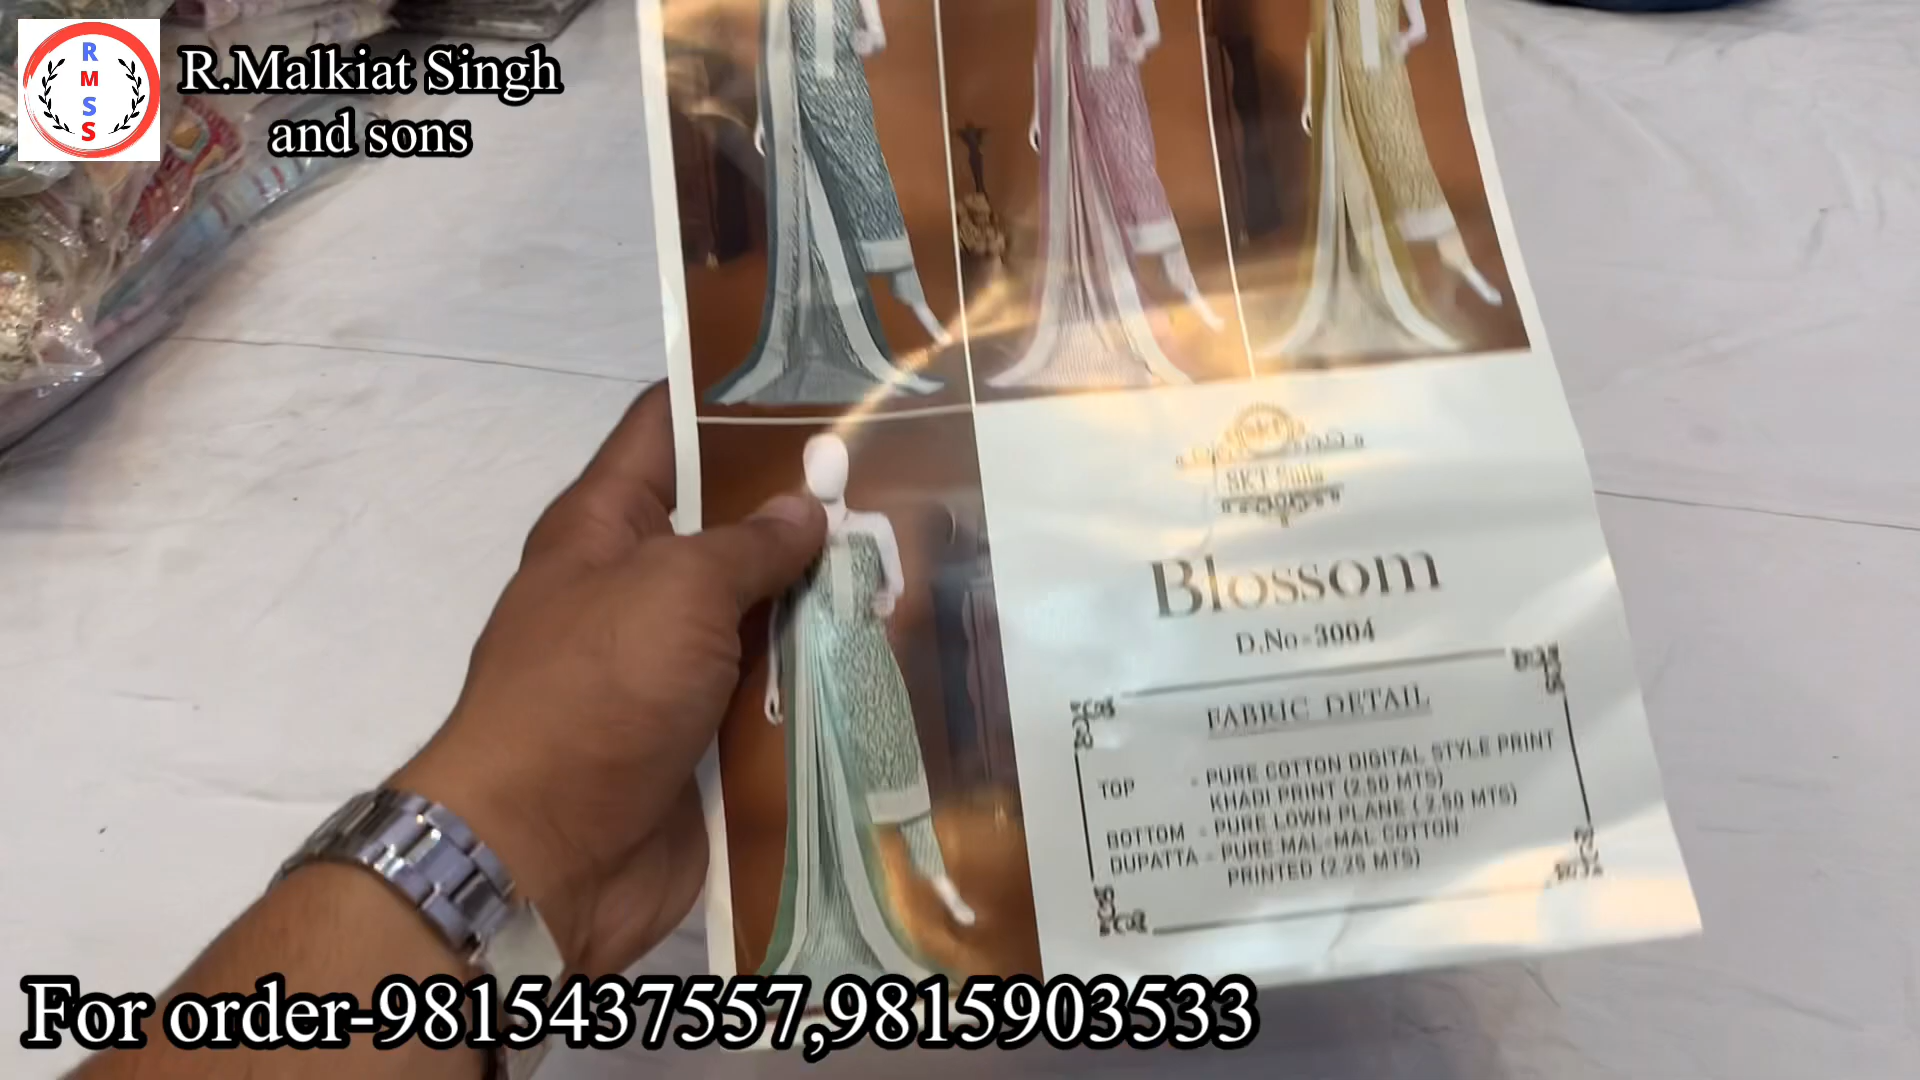 R
M
S
S
R.Malkiat Singh
and sons
SKT Suits
Blossom
D.No-3004
FABRIC DETAIL
TOP - PURE COTTON DIGITAL STYLE PRINT
KHADI PRINT (2.50 MTS)
BOTTOM - PURE LOWN PLANE ( 2.50 MTS)
DUPATTA - PURE MAL-MAL COTTON
PRINTED (2.25 MTS)
For order-9815437557,9815903533